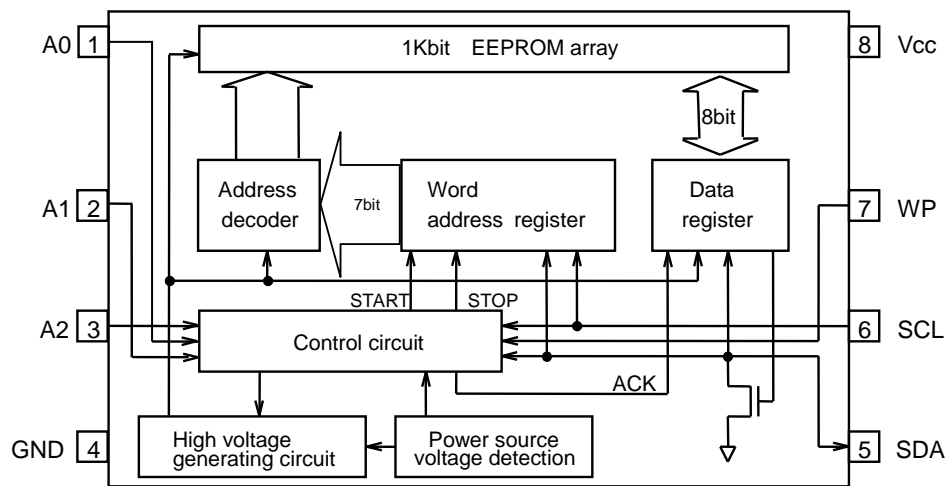 A0 1
1Kbit EEPROM array
8 Vcc
8bit
A1 2
Address
decoder
7bit
Word
address register
Data
register
7 WP
START
STOP
A2 3
Control circuit
6 SCL
ACK
GND 4
High voltage
generating circuit
Power source
voltage detection
5 SDA